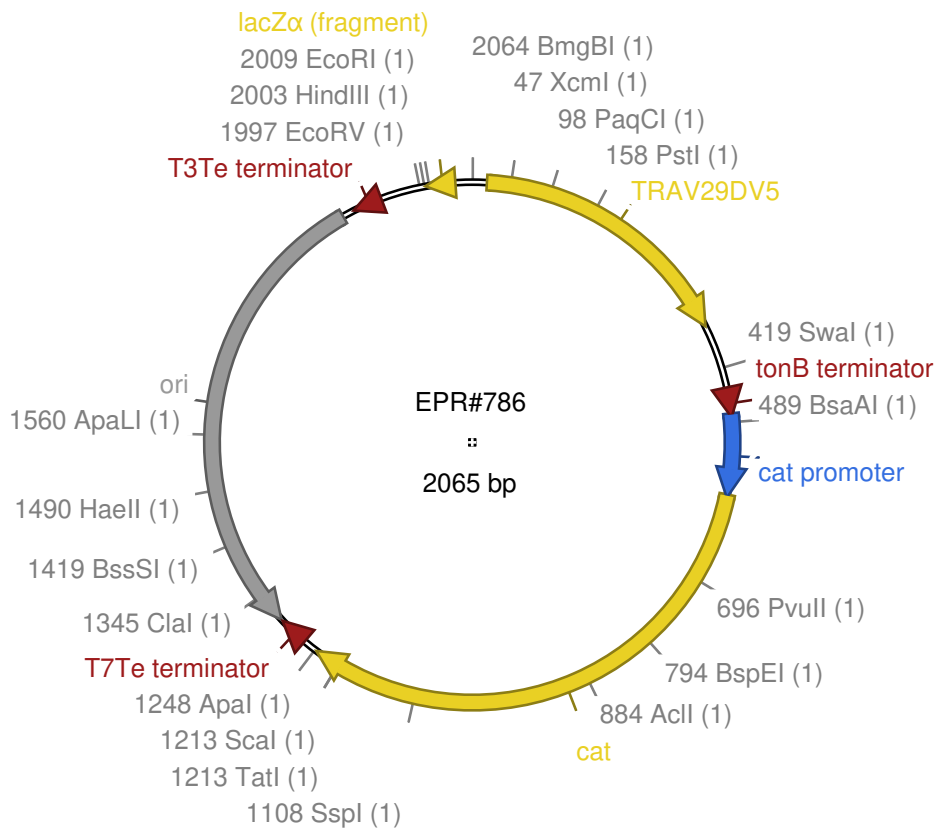 lacZα (fragment)
2009 EcoRI (1)
2003 HindIII (1)
1997 EcoRV (1)
T3Te terminator
2064 BmgBI (1)
47 XcmI (1)
98 PaqCI (1)
158 PstI (1)
TRAV29DV5
419 SwaI (1)
tonB terminator
489 BsaAI (1)
cat promoter
EPR#786
2065 bp
ori
1560 ApaLI (1)
1490 HaeII (1)
1419 BssSI (1)
1345 ClaI (1)
T7Te terminator
1248 ApaI (1)
1213 ScaI (1)
1213 TatI (1)
1108 SspI (1)
696 PvuII (1)
794 BspEI (1)
884 AclI (1)
cat